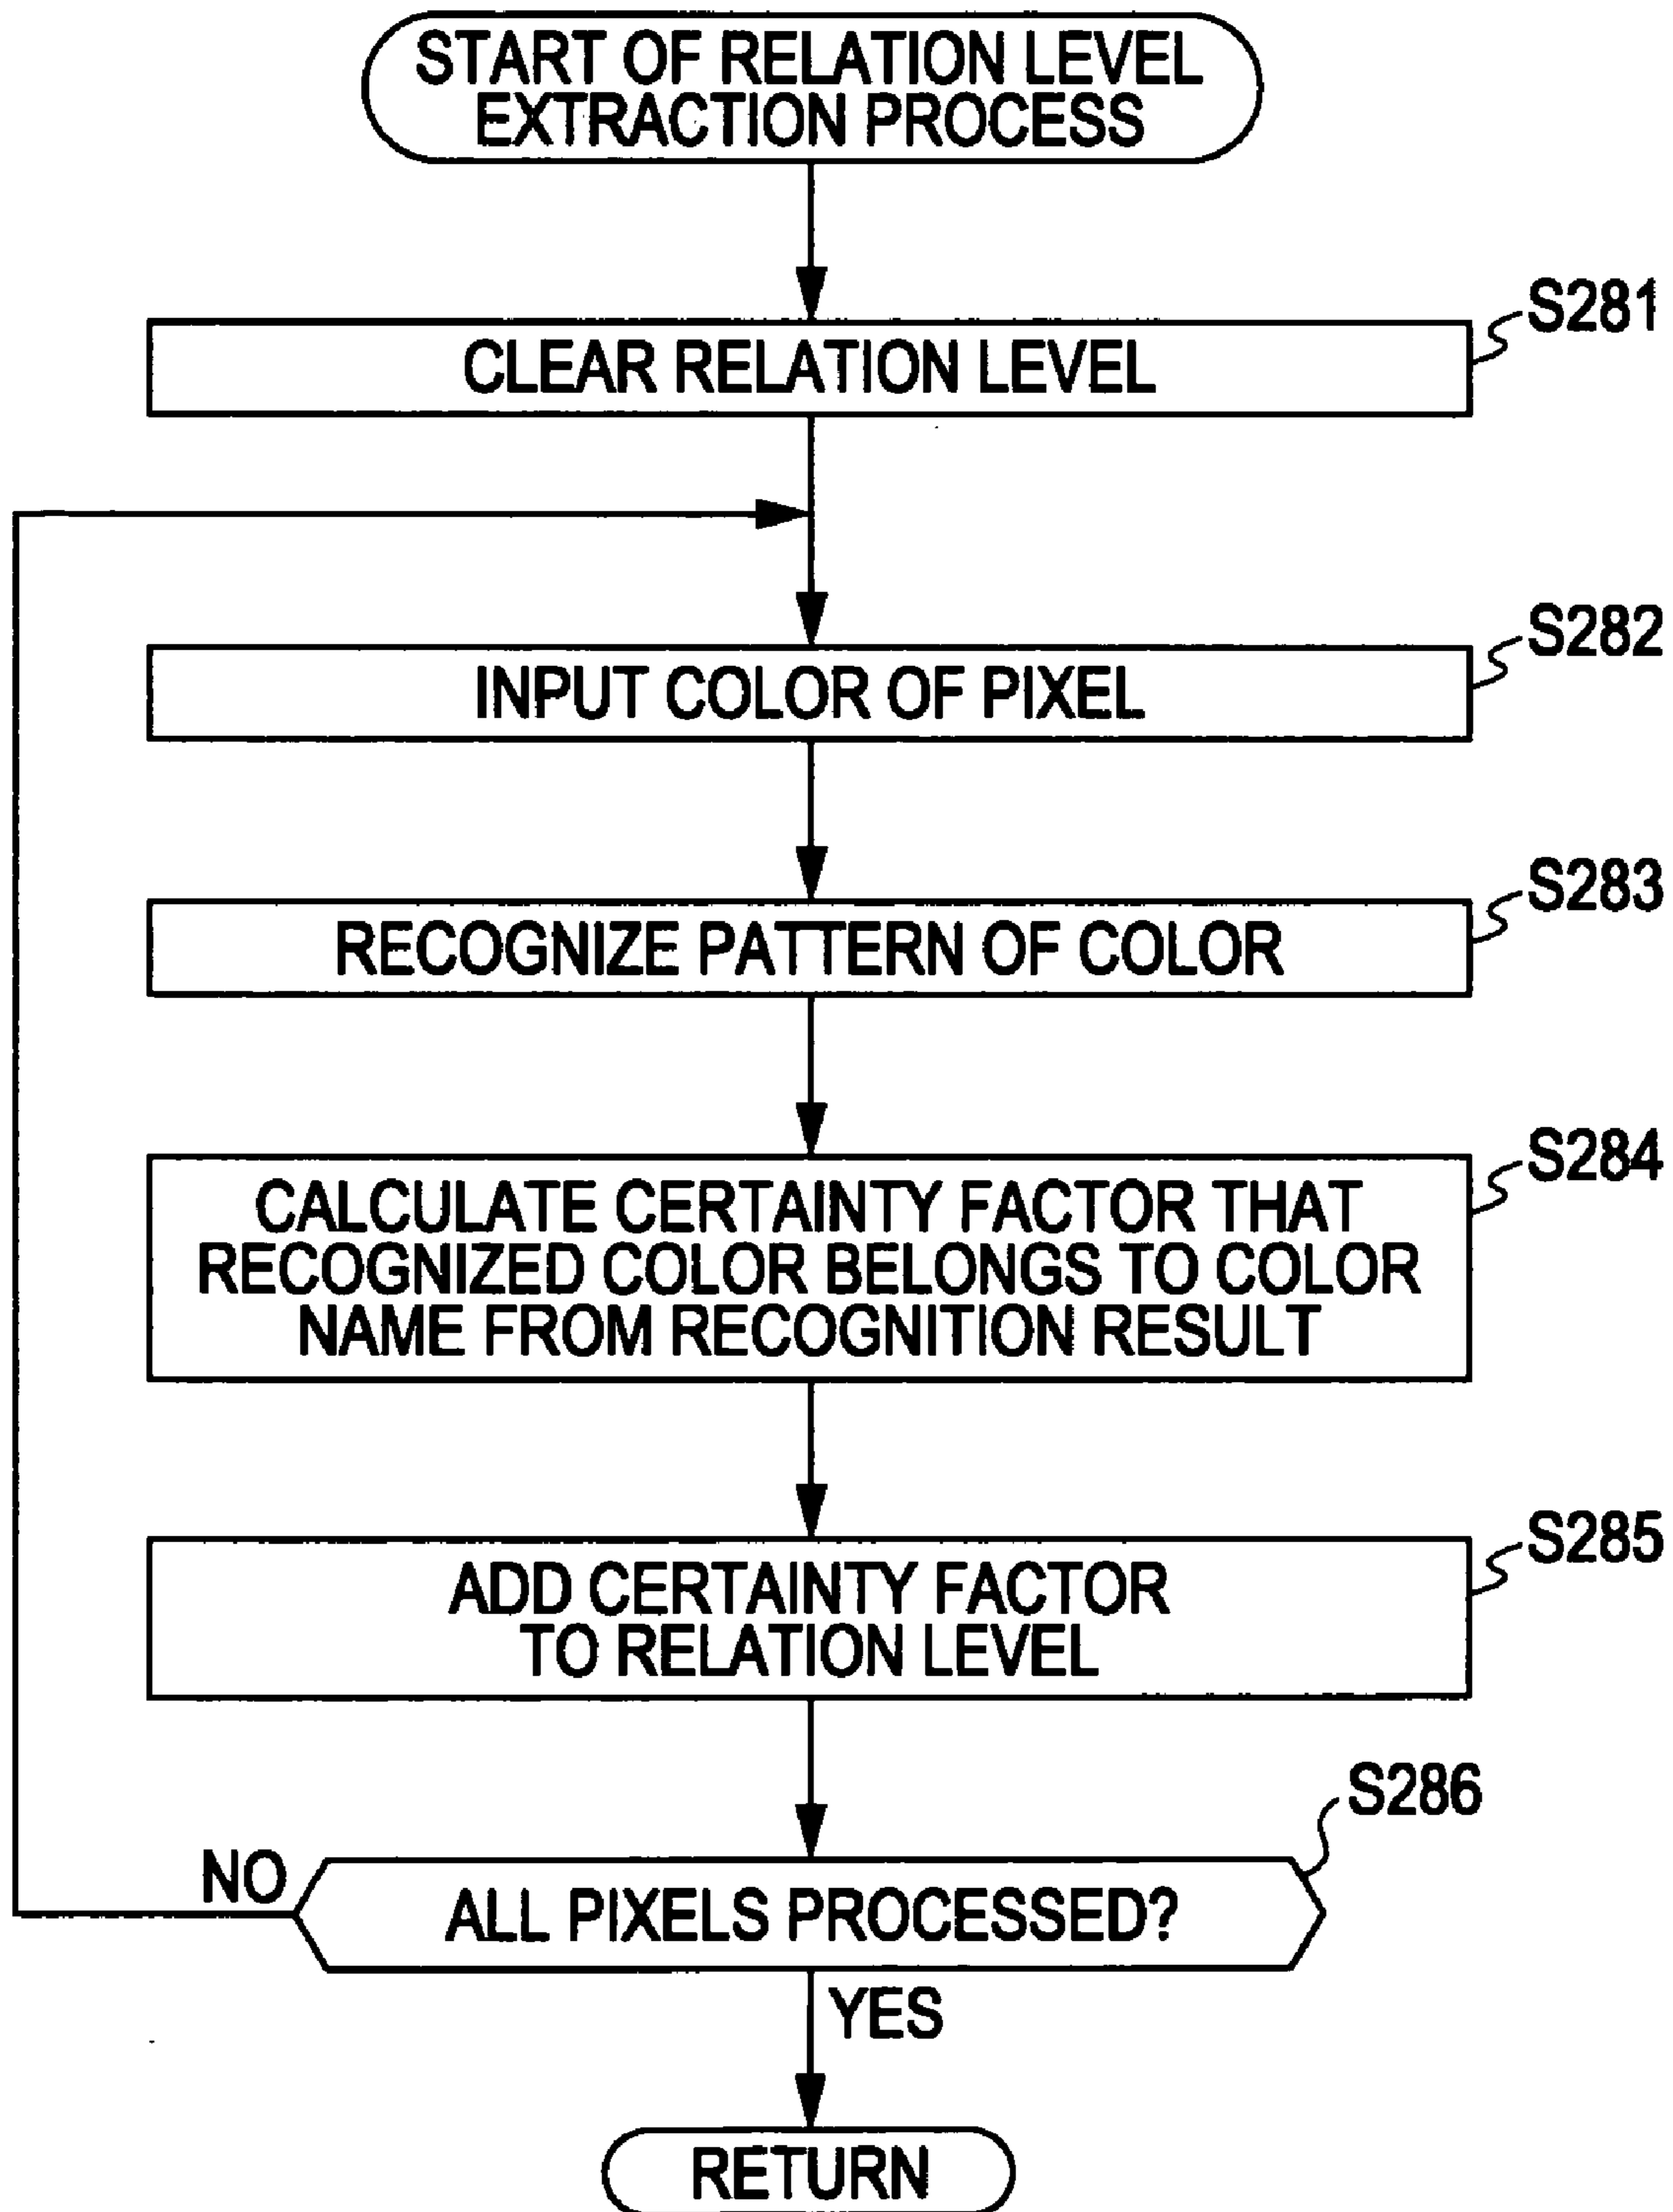 START OF RELATION LEVEL
EXTRACTION PROCESS
S281
CLEAR RELATION LEVEL
S282
INPUT COLOR OF PIXEL
S283
RECOGNIZE PATTERN OF COLOR
S284
CALCULATE CERTAINTY FACTOR THAT
RECOGNIZED COLOR BELONGS TO COLOR
NAME FROM RECOGNITION RESULT
S285
ADD CERTAINTY FACTOR
TO RELATION LEVEL
S286
NO
ALL PIXELS PROCESSED?
YES
RETURN